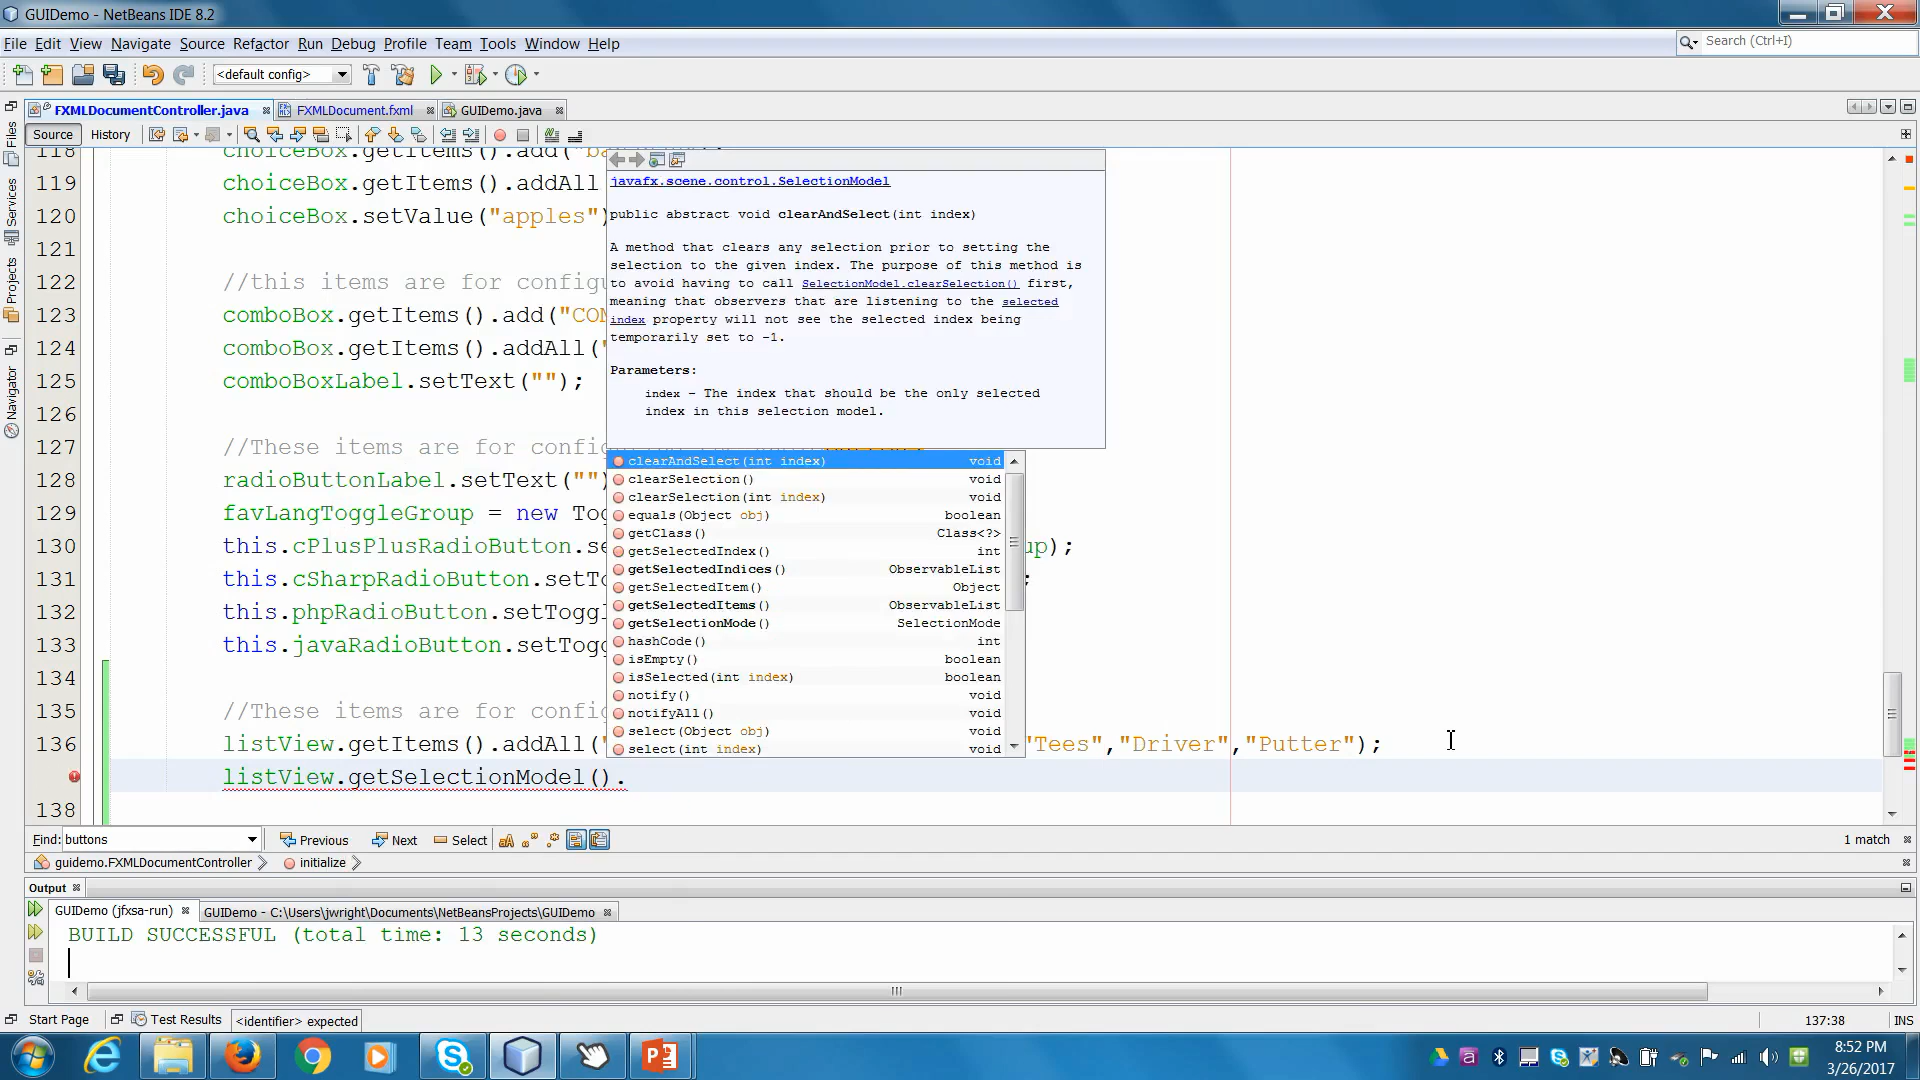 GUIDemo - NetBeans IDE 8.2
File Edit View Navigate Source Refactor Run Debug Profile Team Tools Window Help
Search (Ctrl+I)
<default config>
FXMLDocumentController.java
FXMLDocument.fxml
GUIDemo.java
Source History
Files
Services
Projects
Navigator
118 choiceBox.getItems().add("
119 choiceBox.getItems().addAll
120 choiceBox.setValue("apples")
121
122 //this items are for configu
123 comboBox.getItems().add("COM
124 comboBox.getItems().addAll("
125 comboBoxLabel.setText("");
126
127 //These items are for config
128 radioButtonLabel.setText("")
129 favLangToggleGroup = new Tog
130 this.cPlusPlusRadioButton.se up);
131 this.cSharpRadioButton.setTo ;
132 this.phpRadioButton.setToggl
133 this.javaRadioButton.setTogg
134
135 //These items are for config
136 listView.getItems().addAll(" "Tees","Driver","Putter");
listView.getSelectionModel().
138
javafx.scene.control.SelectionModel
public abstract void clearAndSelect(int index)
A method that clears any selection prior to setting the
selection to the given index. The purpose of this method is
to avoid having to call SelectionModel.clearSelection() first,
meaning that observers that are listening to the selected
index property will not see the selected index being
temporarily set to -1.
Parameters:
index - The index that should be the only selected
index in this selection model.
clearAndSelect(int index) void
clearSelection() void
clearSelection(int index) void
equals(Object obj) boolean
getClass() Class<?>
getSelectedIndex() int
getSelectedIndices() ObservableList
getSelectedItem() Object
getSelectedItems() ObservableList
getSelectionMode() SelectionMode
hashCode() int
isEmpty() boolean
isSelected(int index) boolean
notify() void
notifyAll() void
select(Object obj) void
select(int index) void
Find: buttons Previous Next Select 1 match
guidemo.FXMLDocumentController initialize
Output
GUIDemo (jfxsa-run) GUIDemo - C:\Users\jwright\Documents\NetBeansProjects\GUIDemo
BUILD SUCCESSFUL (total time: 13 seconds)
Start Page Test Results <identifier> expected 137:38 INS
8:52 PM
3/26/2017